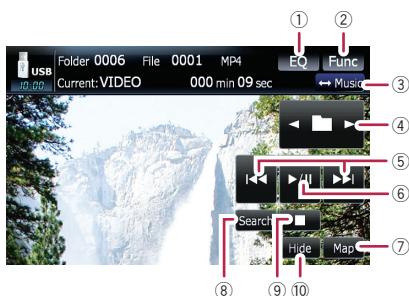 ① ②
USB Folder 0006 File 0001 MP4 EQ Func
10:00 Current:VIDEO 000 min 09 sec ↔ Music ③
④
⑤
▶/II ⑥
Search
Hide Map ⑦
⑧ ⑨ ⑩